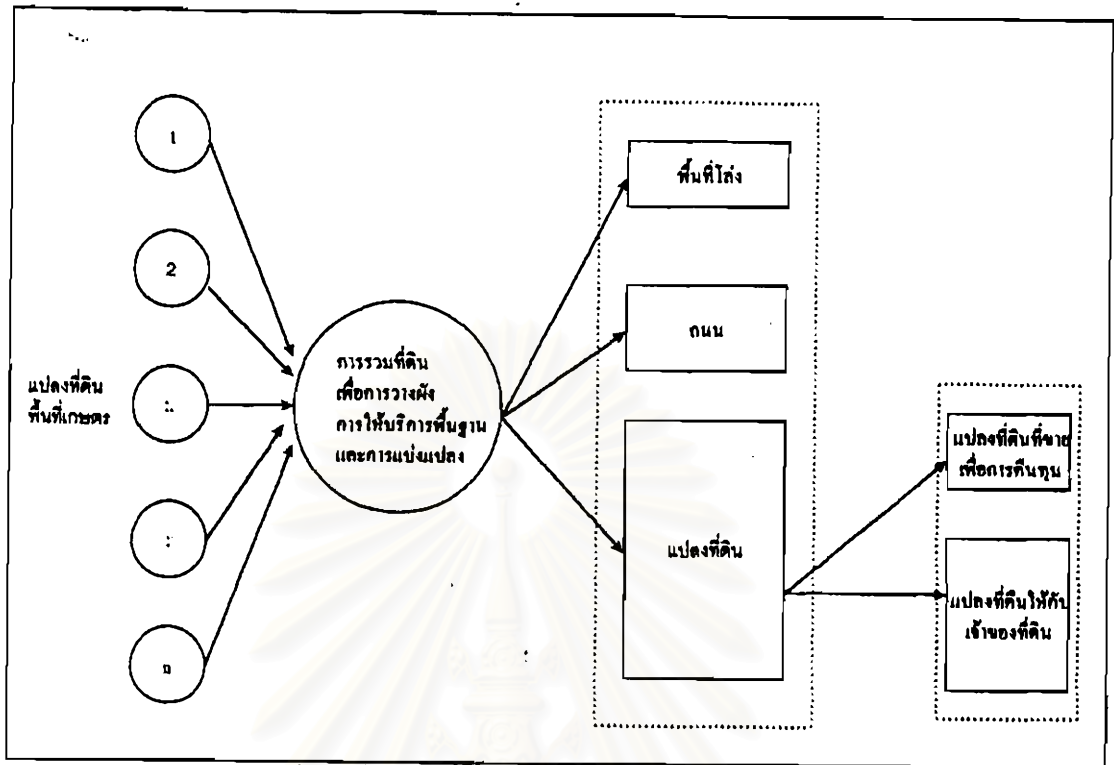 1
2
:
:
n
แปลงที่ดิน
พื้นที่เกษตร
การรวมที่ดิน
เพื่อการวางผัง
การให้บริการพื้นฐาน
และการแบ่งแปลง
พื้นที่โล่ง
ถนน
แปลงที่ดิน
แปลงที่ดินที่ขาย
เพื่อการคืนทุน
แปลงที่ดินให้กับ
เจ้าของที่ดิน